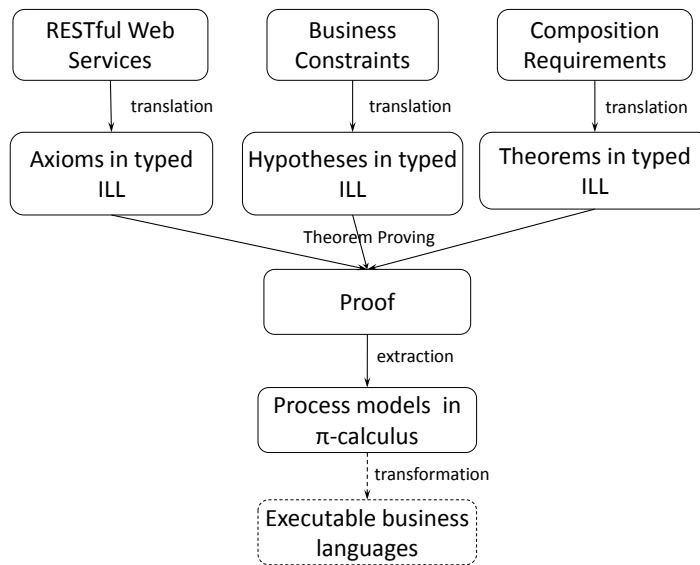 RESTful Web
Services
Business
Constraints
Composition
Requirements
translation
translation
translation
Axioms in typed
ILL
Hypotheses in typed
ILL
Theorems in typed
ILL
Theorem Proving
Proof
extraction
Process models in
π-calculus
transformation
Executable business
languages